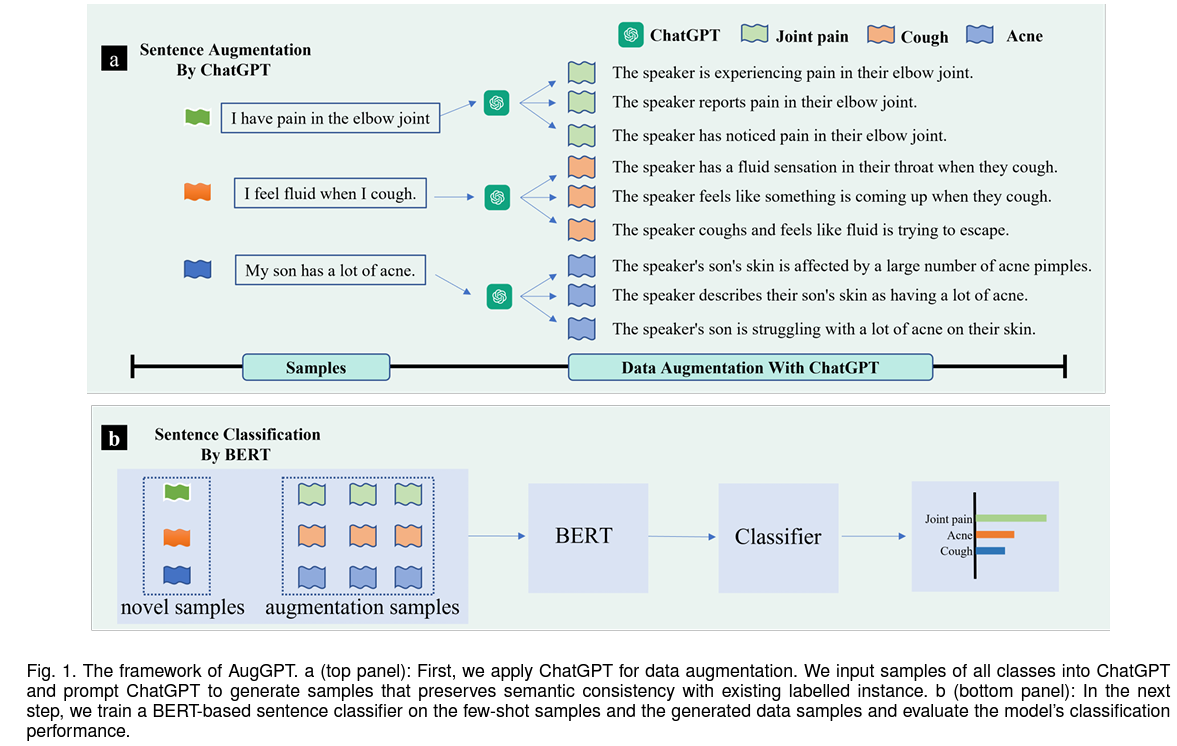 a
Sentence Augmentation
By ChatGPT
ChatGPT
Joint pain
Cough
Acne
I have pain in the elbow joint
The speaker is experiencing pain in their elbow joint.
The speaker reports pain in their elbow joint.
The speaker has noticed pain in their elbow joint.
I feel fluid when I cough.
The speaker has a fluid sensation in their throat when they cough.
The speaker feels like something is coming up when they cough.
The speaker coughs and feels like fluid is trying to escape.
My son has a lot of acne.
The speaker's son's skin is affected by a large number of acne pimples.
The speaker describes their son's skin as having a lot of acne.
The speaker's son is struggling with a lot of acne on their skin.
Samples
Data Augmentation With ChatGPT
b
Sentence Classification
By BERT
novel samples
augmentation samples
BERT
Classifier
Joint pain
Acne
Cough
Fig. 1. The framework of AugGPT. a (top panel): First, we apply ChatGPT for data augmentation. We input samples of all classes into ChatGPT
and prompt ChatGPT to generate samples that preserves semantic consistency with existing labelled instance. b (bottom panel): In the next
step, we train a BERT-based sentence classifier on the few-shot samples and the generated data samples and evaluate the model's classification
performance.